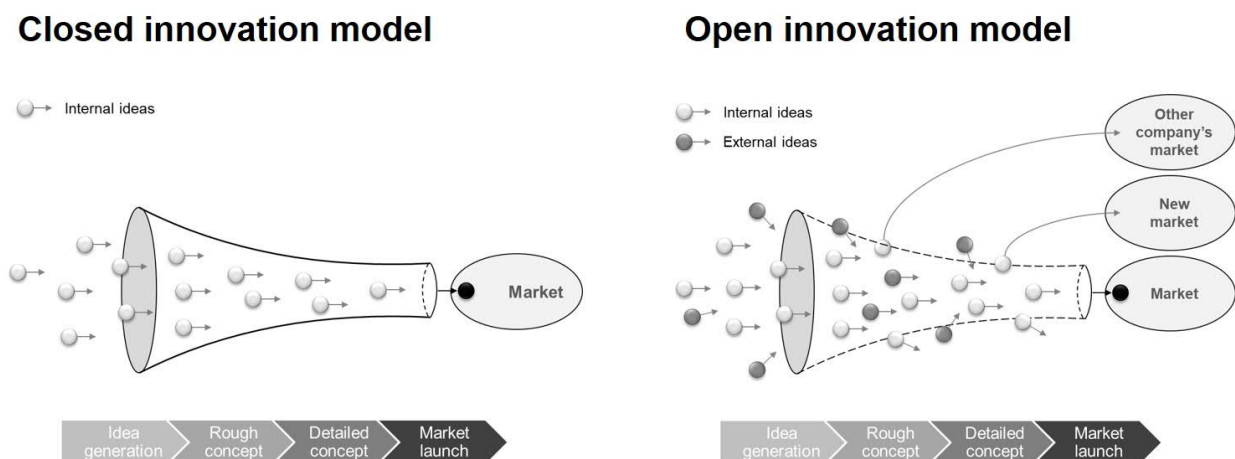 Closed innovation model
Internal ideas
Market
Idea
generation
Rough
concept
Detailed
concept
Market
launch
Open innovation model
Internal ideas
External ideas
Other
company's
market
New
market
Market
Idea
generation
Rough
concept
Detailed
concept
Market
launch